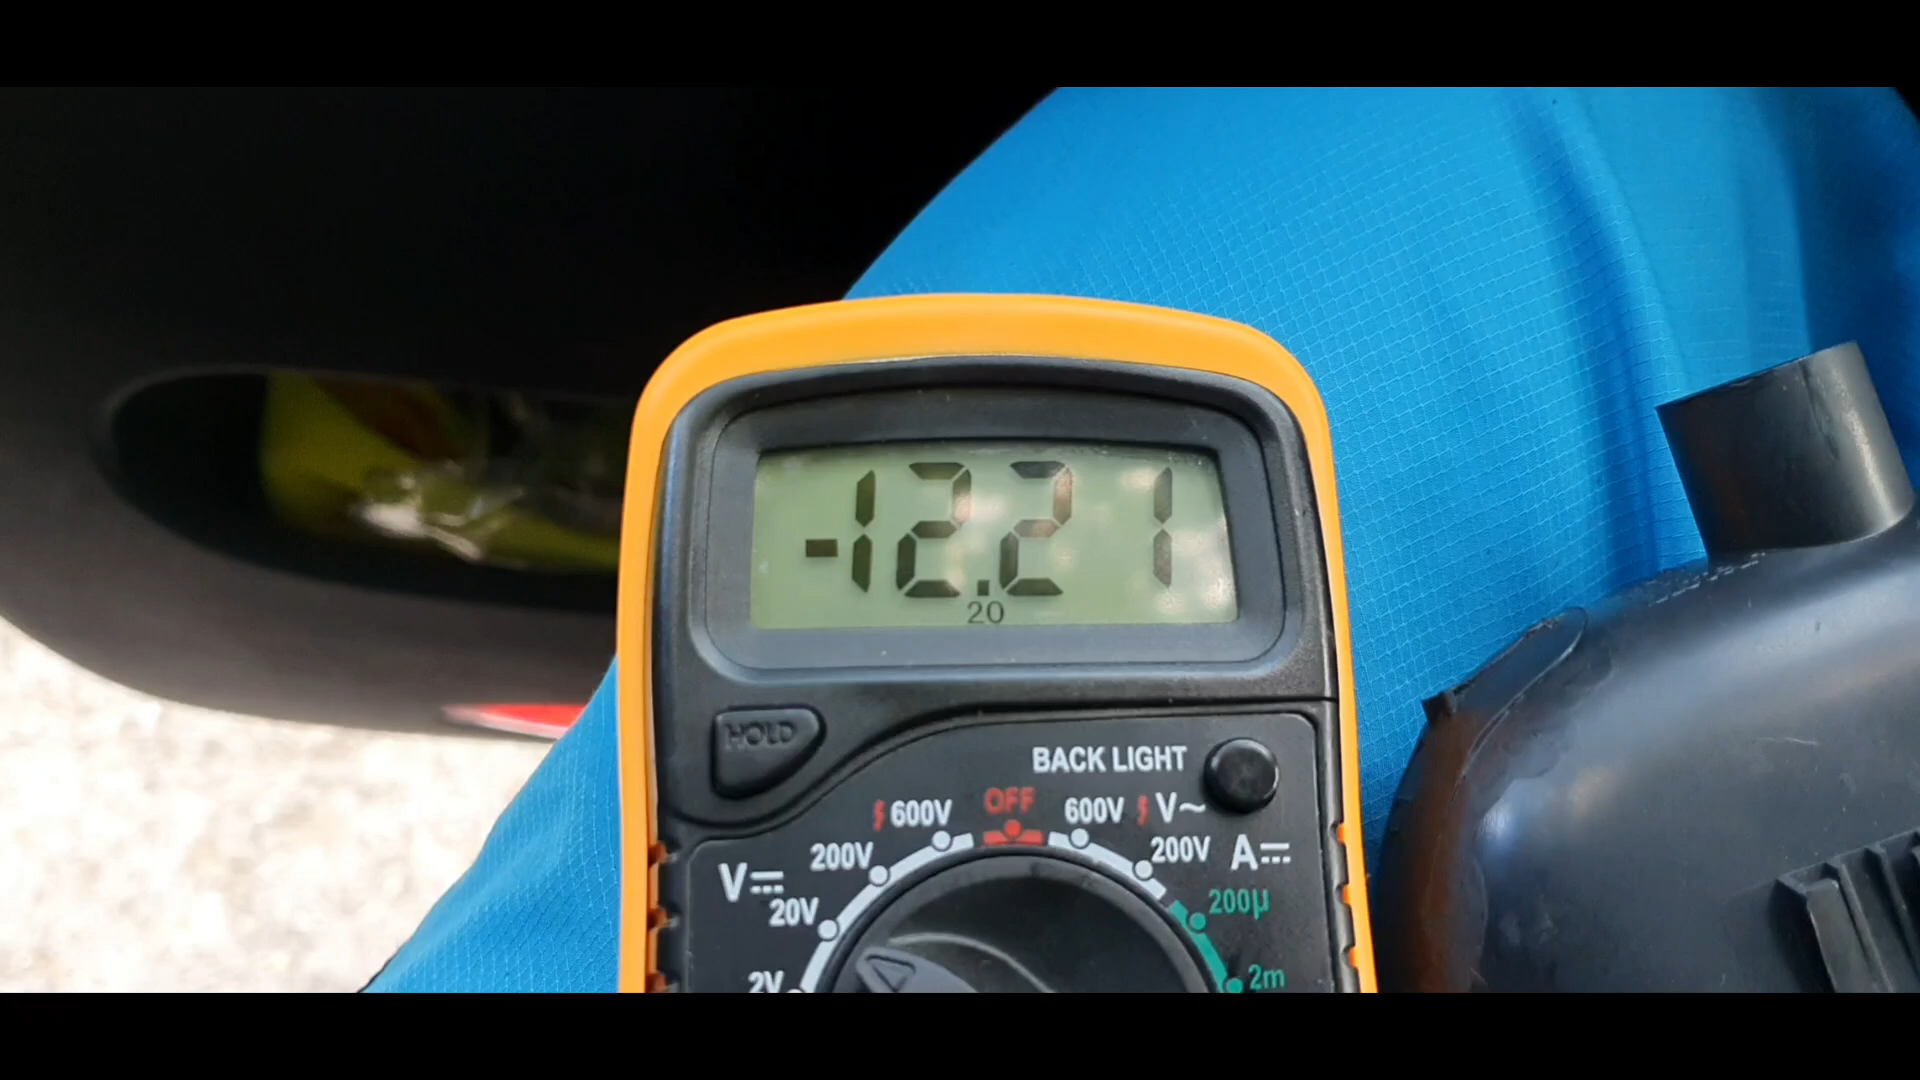 -12.21
20
HOLD
BACK LIGHT
600V OFF 600V V~
200V 200V A⎓
V⎓ 20V 200µ
2V 2m